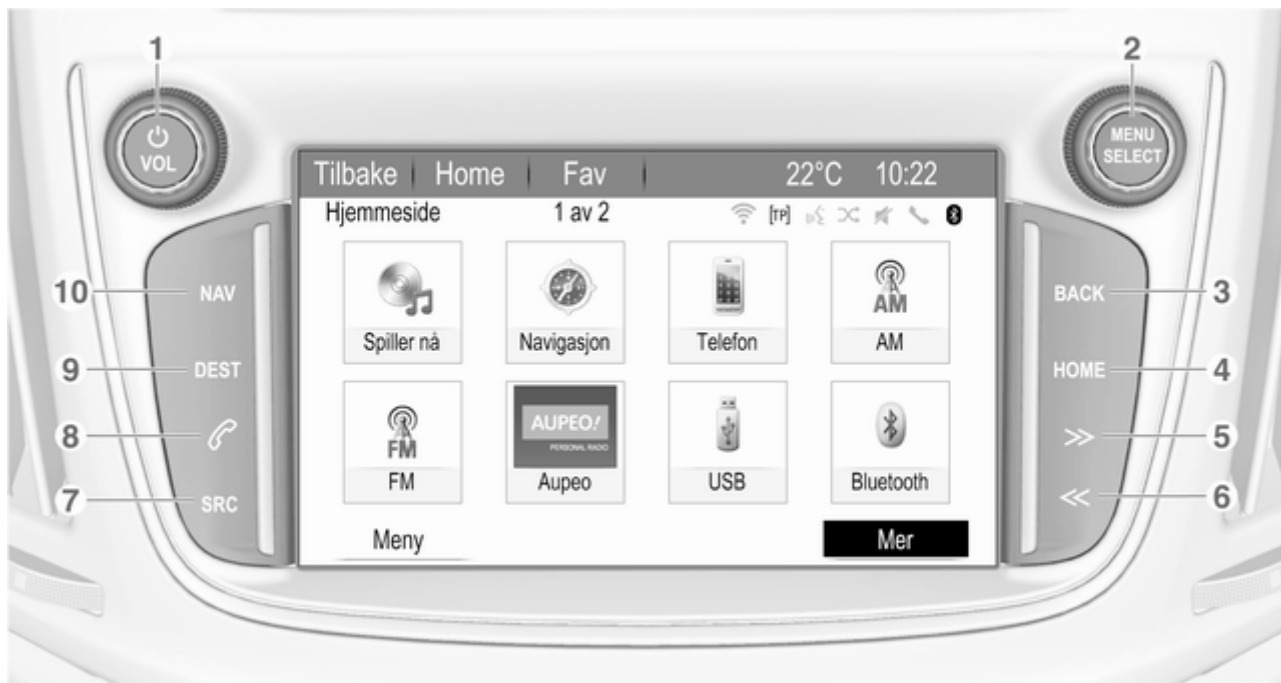 1
2
VOL
MENU
SELECT
Tilbake Home Fav 22°C 10:22
Hjemmeside 1 av 2 [TP]
10 NAV
BACK 3
AM
Spiller nå Navigasjon Telefon AM
9 DEST
HOME 4
8
5
FM
AUPEO!
PERSONAL RADIO
FM Aupeo USB Bluetooth
7 SRC
6
Meny Mer